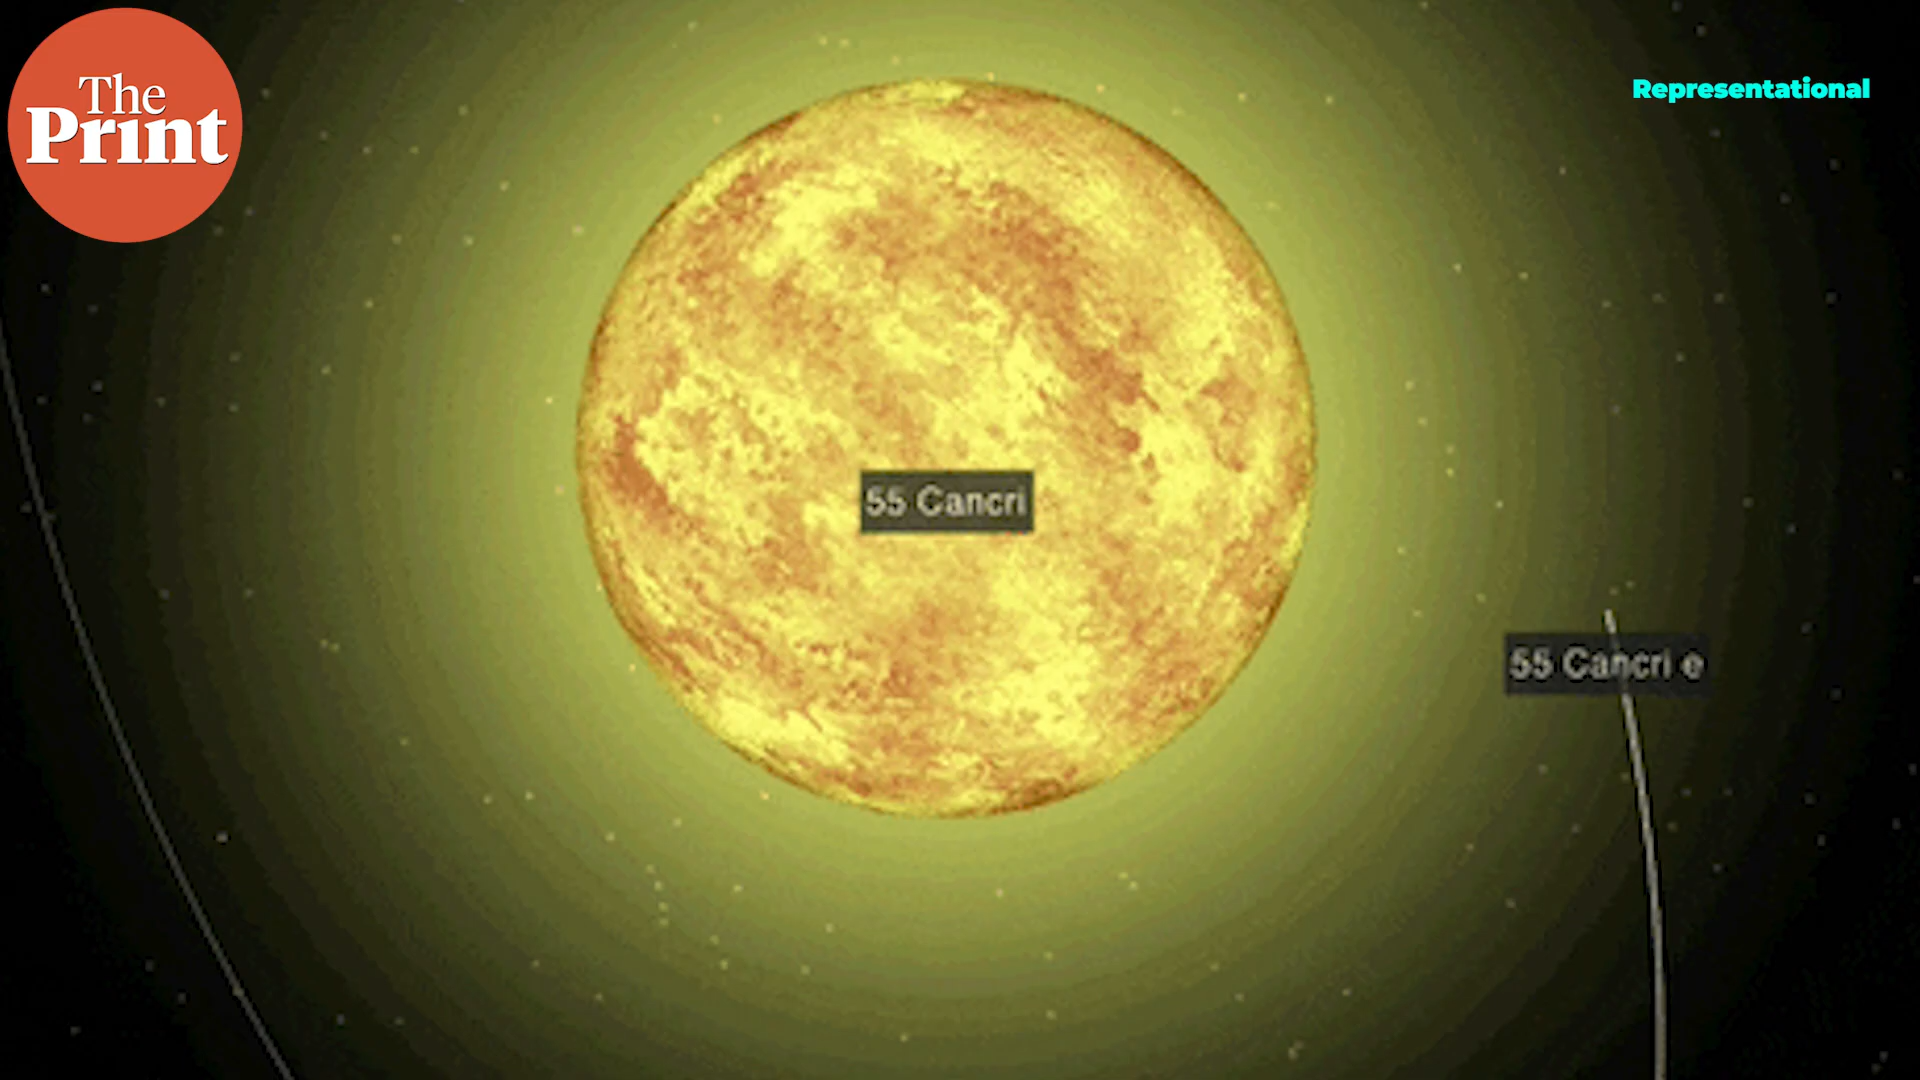 The
Print
Representational
55 Cancri
55 Cancri e